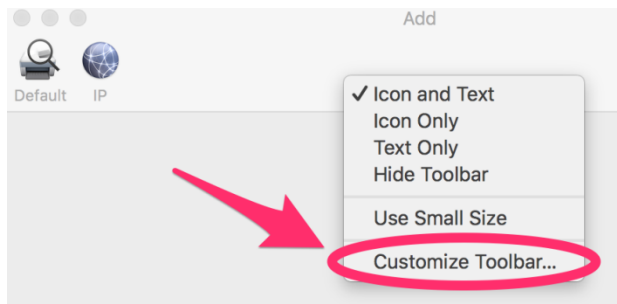 Add
Default IP
✓ Icon and Text
Icon Only
Text Only
Hide Toolbar
Use Small Size
Customize Toolbar...